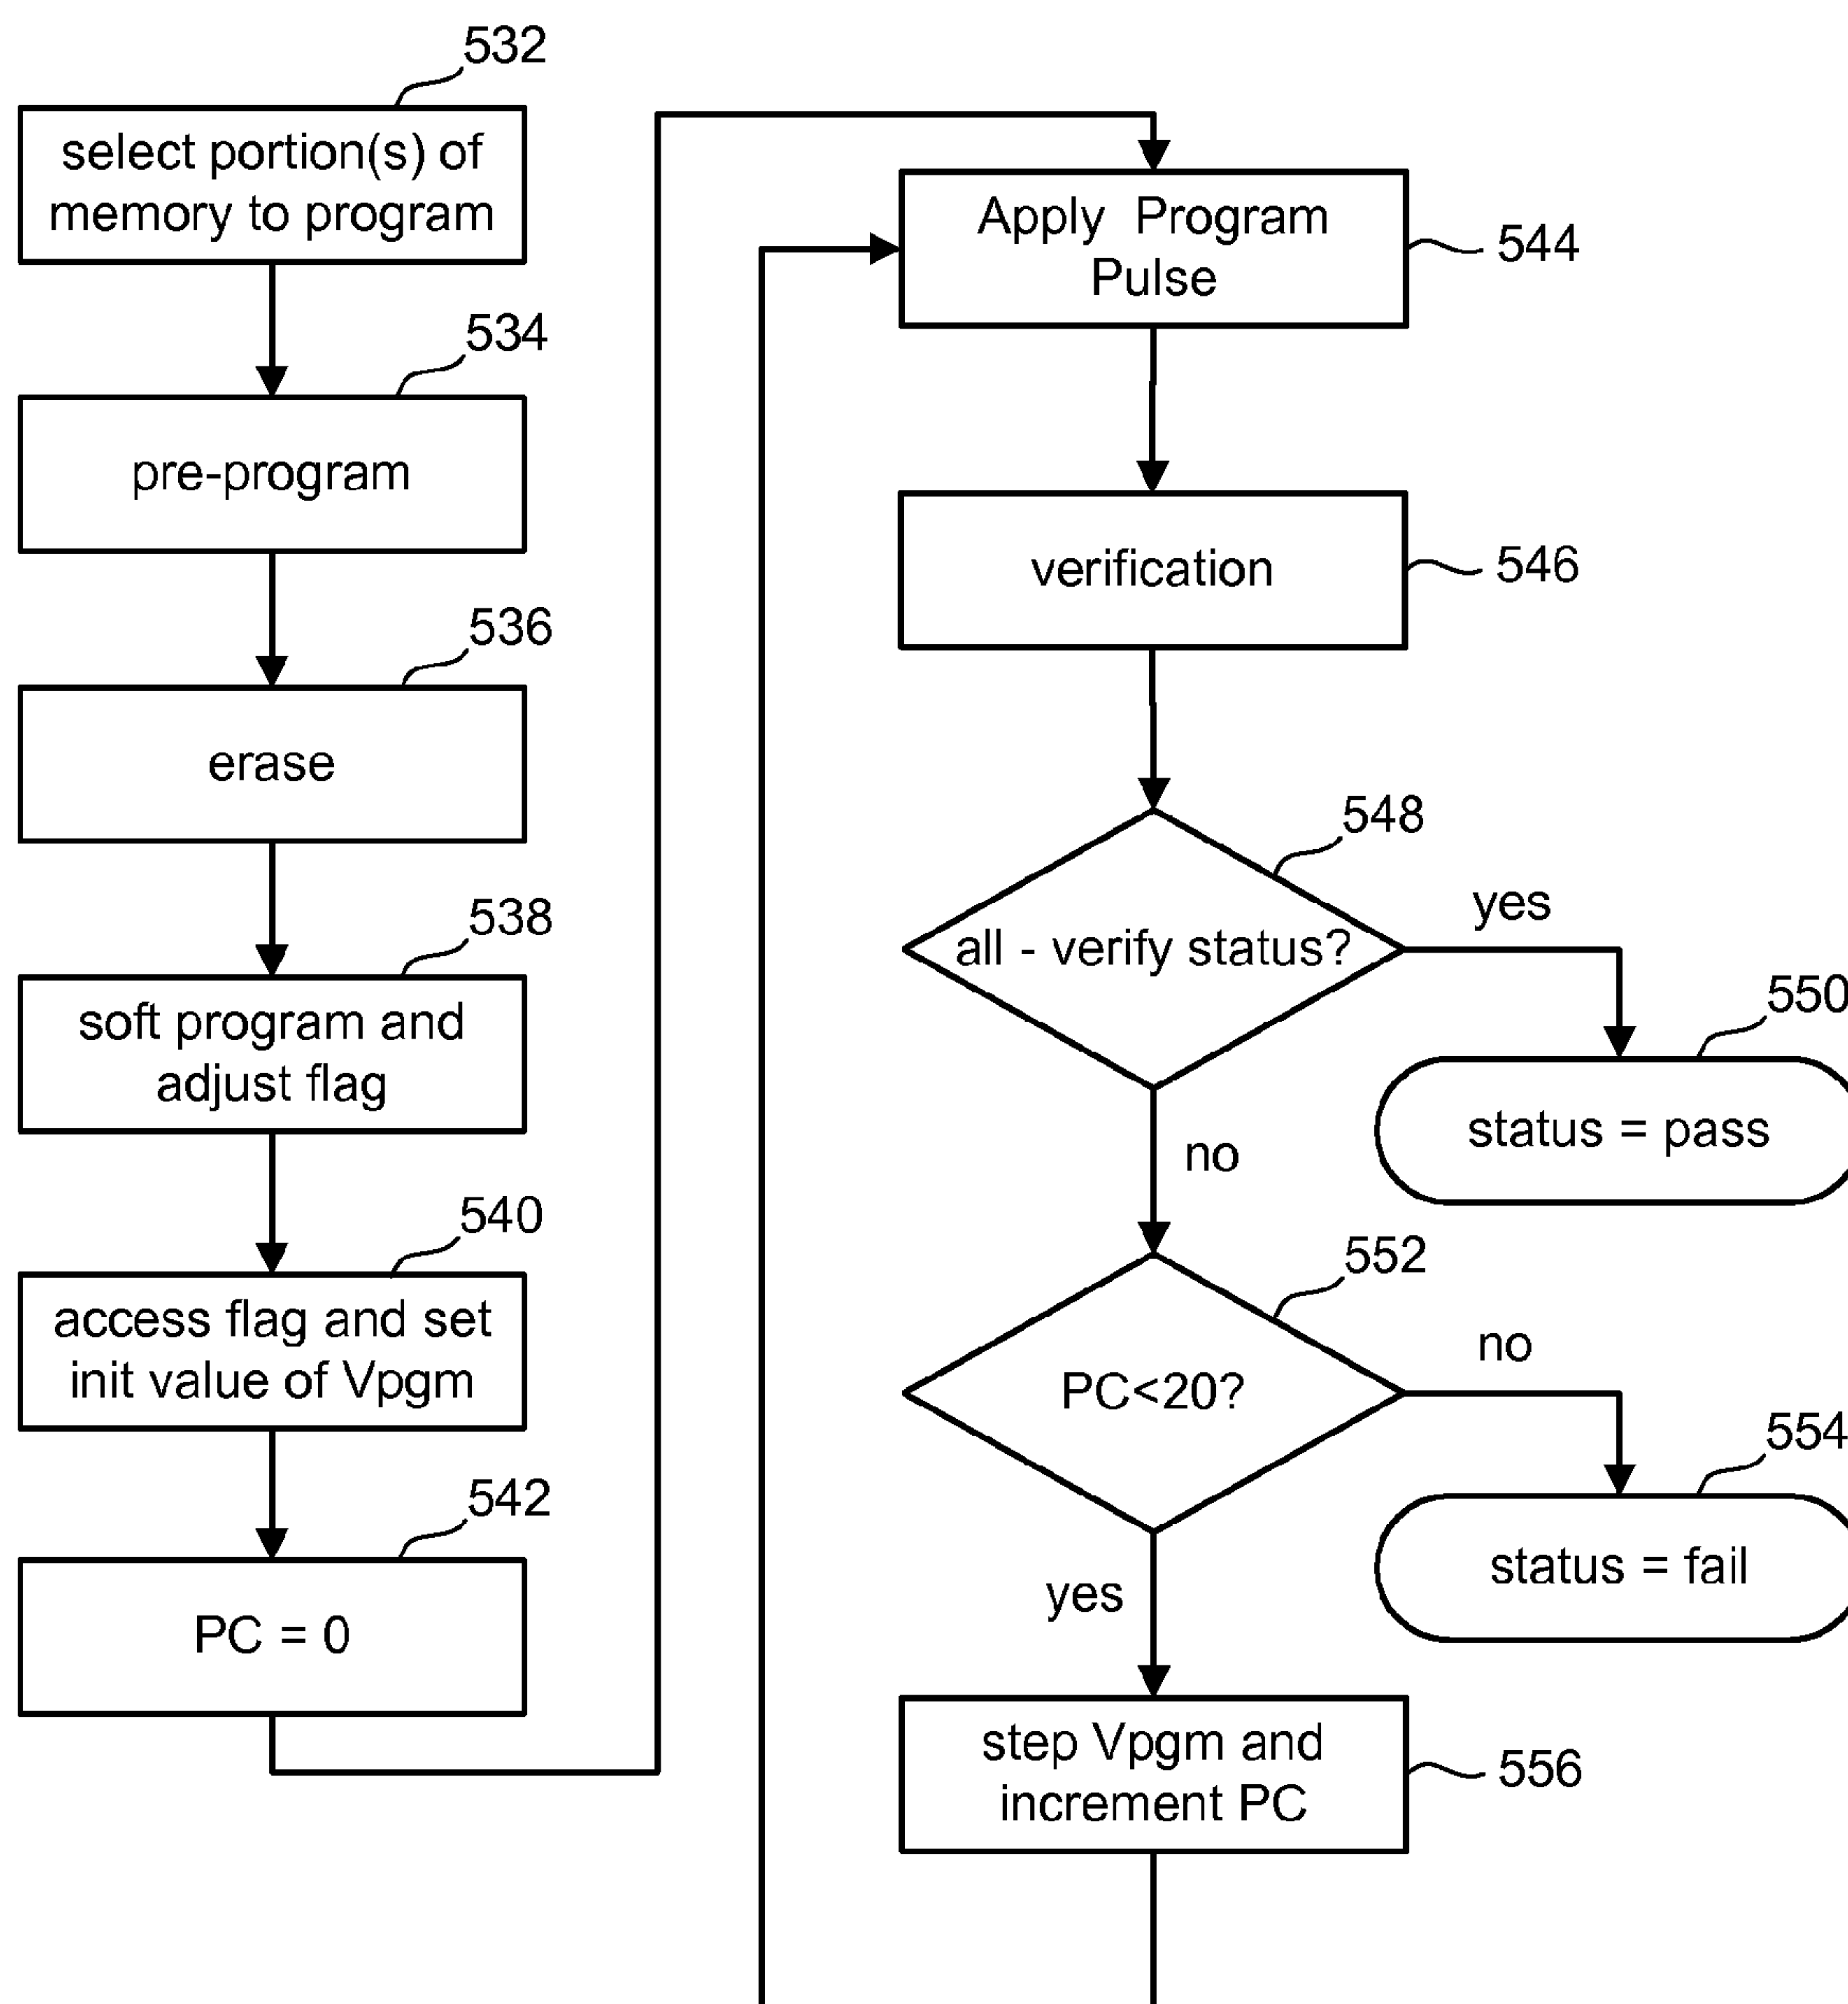 532
select portion(s) of
memory to program
534
pre-program
536
erase
538
soft program and
adjust flag
540
access flag and set
init value of Vpgm
542
PC = 0
Apply Program
Pulse
544
verification
546
548
all - verify status?
yes
550
status = pass
no
552
PC<20?
no
554
status = fail
yes
step Vpgm and
increment PC
556